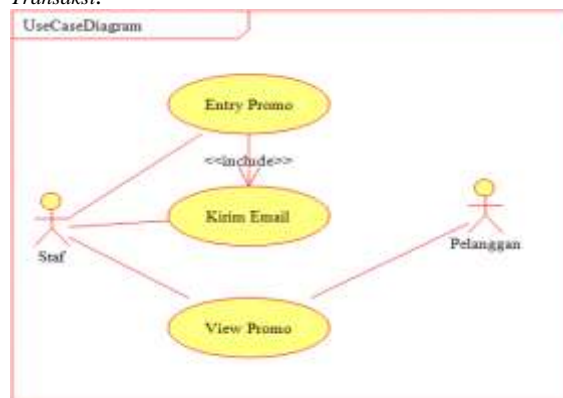 Transaksi.
UseCaseDiagram
Entry Promo
<<include>>
Kirim Email
Staf
Pelanggan
View Promo